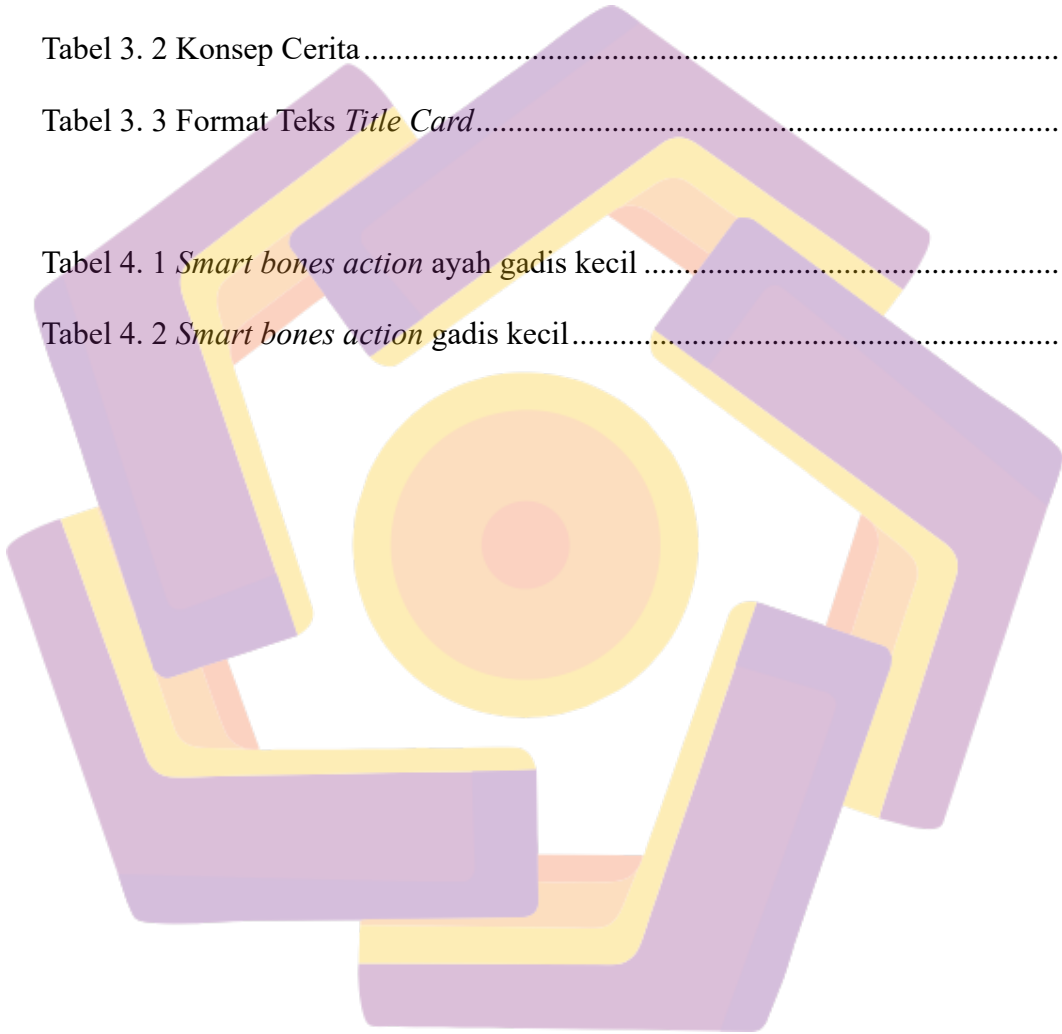 Tabel 3. 2 Konsep Cerita......................................................................................
Tabel 3. 3 Format Teks Title Card........................................................................
Tabel 4. 1 Smart bones action ayah gadis kecil ...................................................
Tabel 4. 2 Smart bones action gadis kecil............................................................